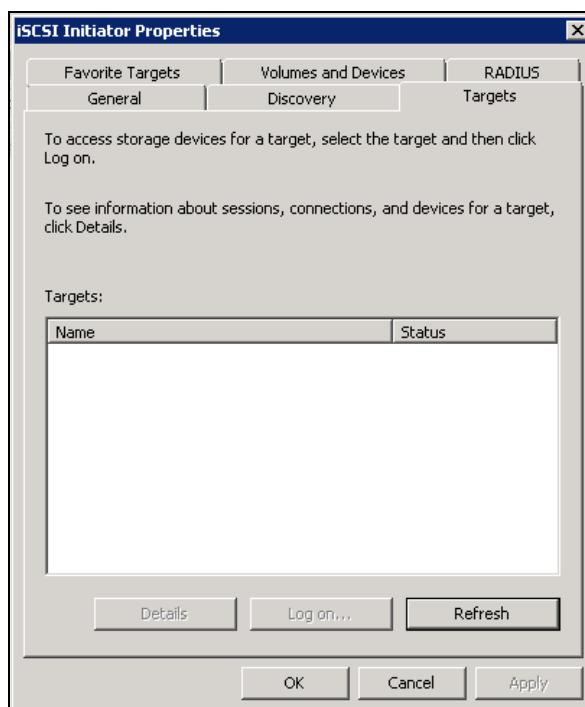 iSCSI Initiator Properties
Favorite Targets Volumes and Devices RADIUS
General Discovery Targets
To access storage devices for a target, select the target and then click
Log on.
To see information about sessions, connections, and devices for a target,
click Details.
Targets:
Name Status
Details Log on... Refresh
OK Cancel Apply